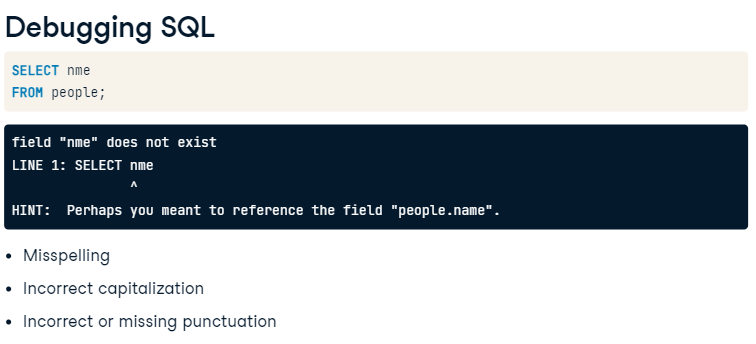 Debugging SQL
SELECT nme
FROM people;
field "nme" does not exist
LINE 1: SELECT nme
^
HINT:  Perhaps you meant to reference the field "people.name".
• Misspelling
• Incorrect capitalization
• Incorrect or missing punctuation